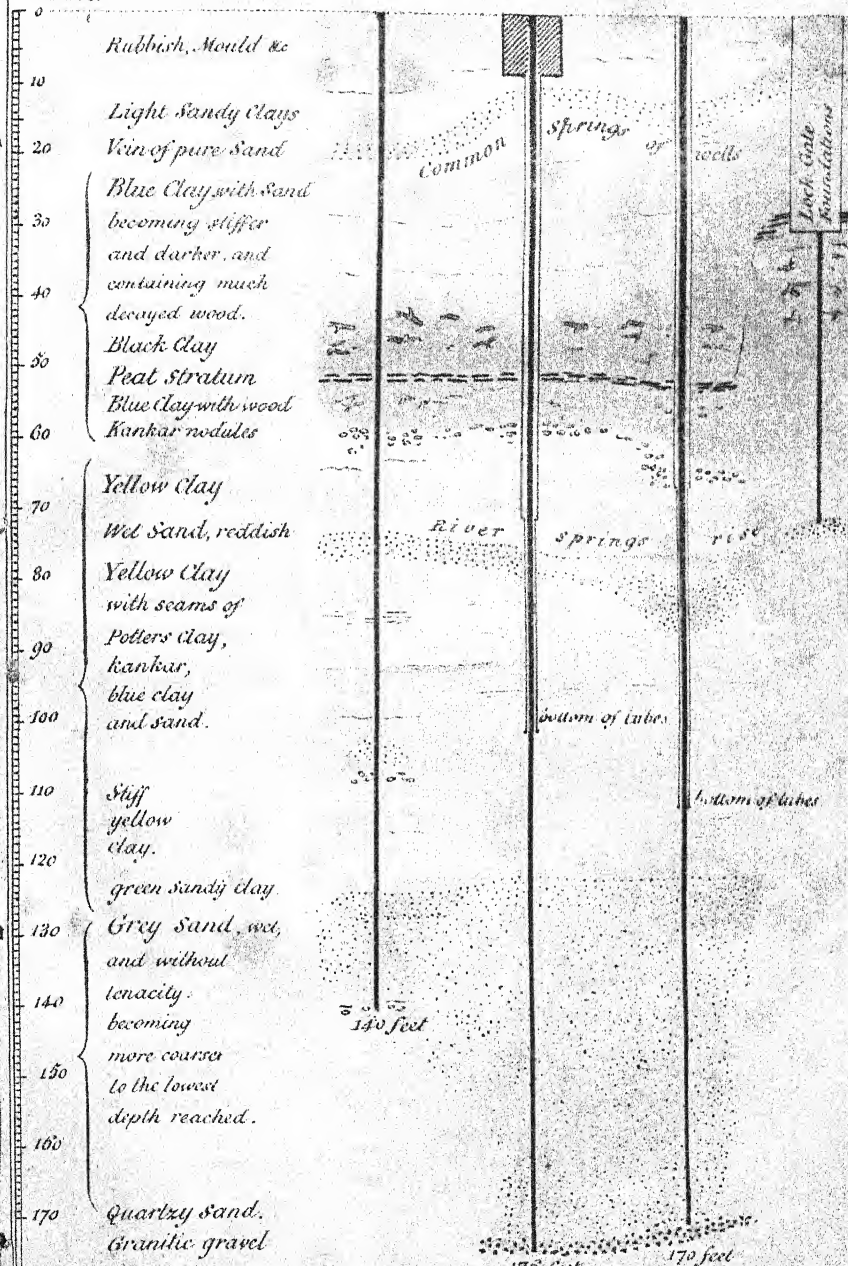 0
Rubbish, Mould &c
10
Light Sandy Clays
20
Vein of pure Sand
Common springs of wells
Lock Gate
Foundations
Blue Clay with Sand
30
becoming stiffer
and darker, and
40
containing much
decayed wood.
Black Clay
50
Peat Stratum
Blue Clay with wood
60
Kankar nodules
Yellow Clay
70
Wet Sand, reddish
River springs rise
80
Yellow Clay
with seams of
90
Potters Clay,
kankar,
blue clay
100
and sand.
bottom of tubes
110
Stiff
bottom of tubes
yellow
clay.
120
green sandy clay
130
Grey Sand, wet,
and without
140
tenacity:
140 feet
becoming
more courser
150
to the lowest
depth reached.
160
170
Quartzy Sand.
Granitic gravel
170 feet